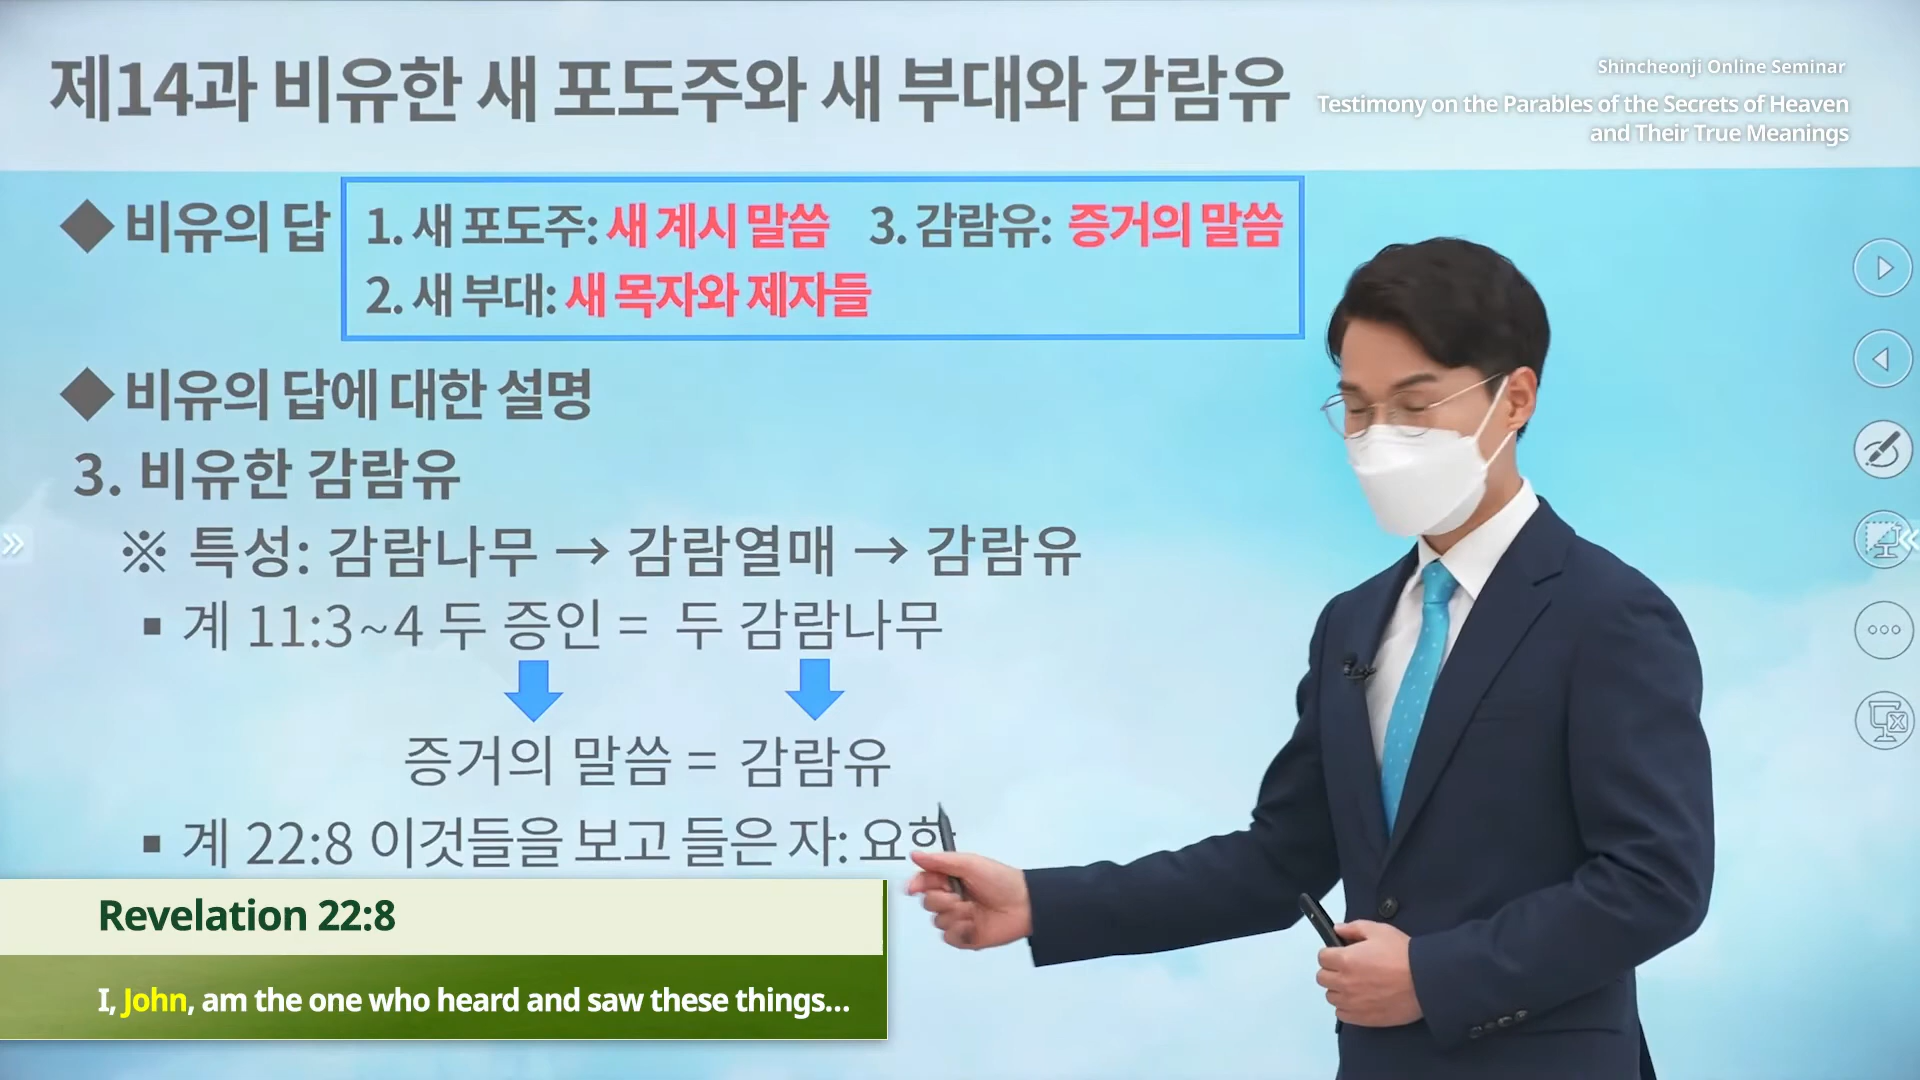 제14과 비유한 새 포도주와 새 부대와 감람유
Shincheonji Online Seminar
Testimony on the Parables of the Secrets of Heaven
and Their True Meanings
◆ 비유의 답
1. 새 포도주: 새 계시 말씀 3. 감람유: 증거의 말씀
2. 새 부대: 새 목자와 제자들
◆ 비유의 답에 대한 설명
3. 비유한 감람유
※ 특성: 감람나무 → 감람열매 → 감람유
▪ 계 11:3~4 두 증인 = 두 감람나무
증거의 말씀 = 감람유
▪ 계 22:8 이것들을 보고 들은 자: 요한
Revelation 22:8
I, John, am the one who heard and saw these things...